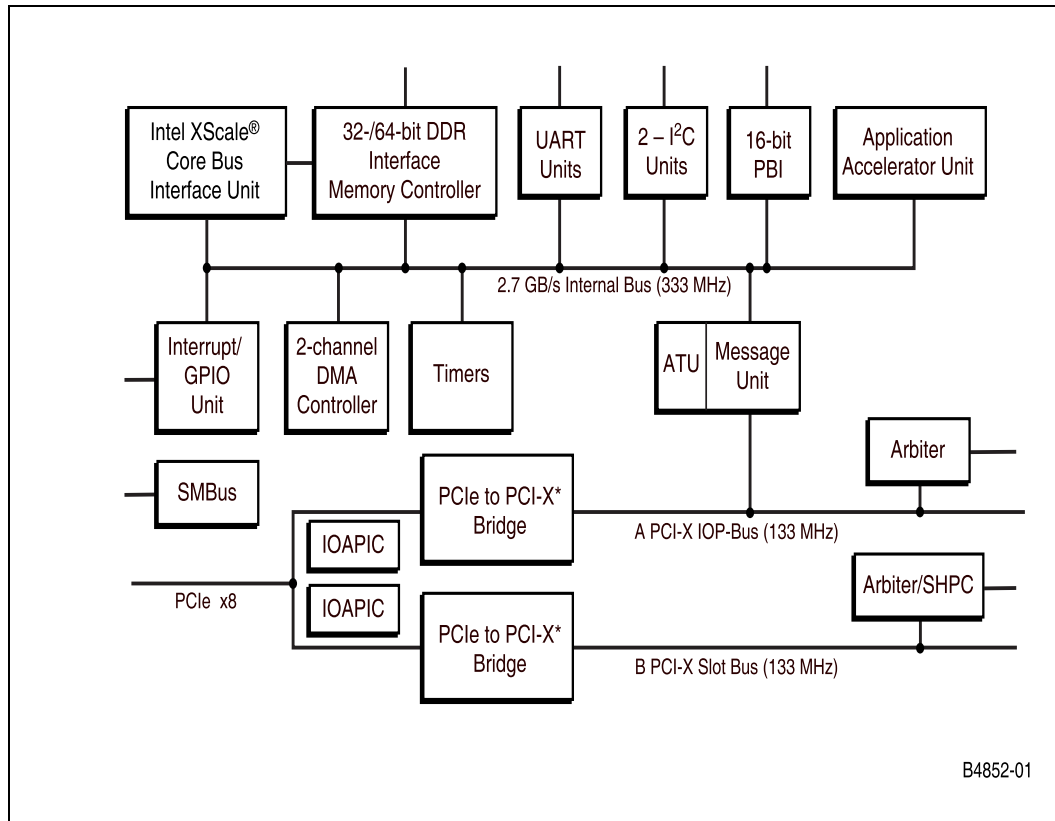 Intel XScale®
Core Bus
Interface Unit
32-/64-bit DDR
Interface
Memory Controller
UART
Units
2 – I²C
Units
16-bit
PBI
Application
Accelerator Unit
2.7 GB/s Internal Bus (333 MHz)
Interrupt/
GPIO
Unit
2-channel
DMA
Controller
Timers
ATU
Message
Unit
Arbiter
SMBus
PCIe to PCI-X*
Bridge
IOAPIC
A PCI-X IOP-Bus (133 MHz)
PCIe x8
IOAPIC
Arbiter/SHPC
PCIe to PCI-X*
Bridge
B PCI-X Slot Bus (133 MHz)
B4852-01